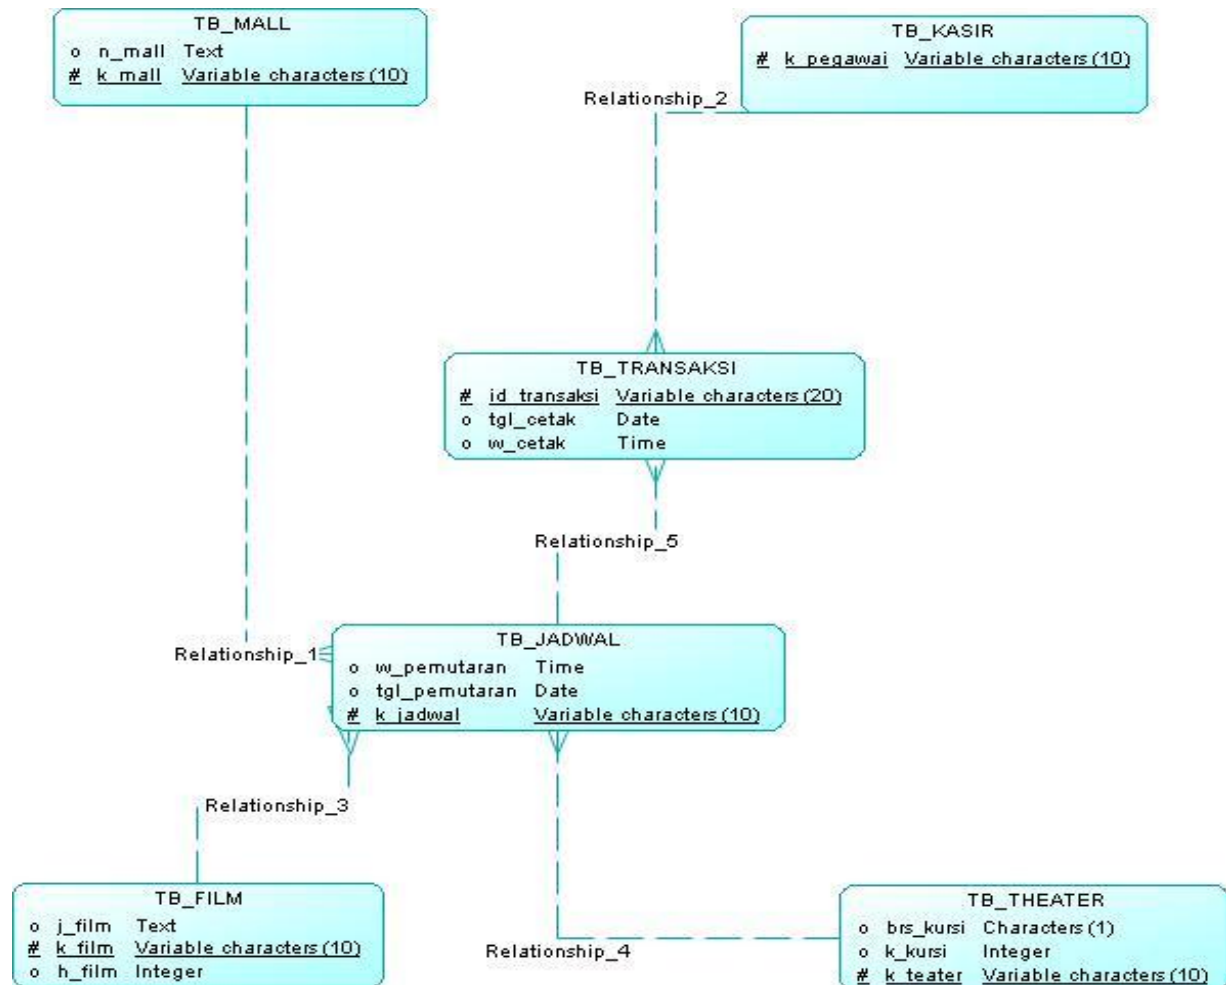 TB_MALL
o n_mall Text
# k_mall Variable characters (10)
TB_KASIR
# k_pegawai Variable characters (10)
Relationship_2
TB_TRANSAKSI
# id_transaksi Variable characters (20)
o tgl_cetak Date
o w_cetak Time
Relationship_5
TB_JADWAL
o w_pemutaran Time
o tgl_pemutaran Date
# k_jadwal Variable characters (10)
Relationship_1
Relationship_3
TB_FILM
o j_film Text
# k_film Variable characters (10)
o h_film Integer
Relationship_4
TB_THEATER
o brs_kursi Characters (1)
o k_kursi Integer
# k_teater Variable characters (10)